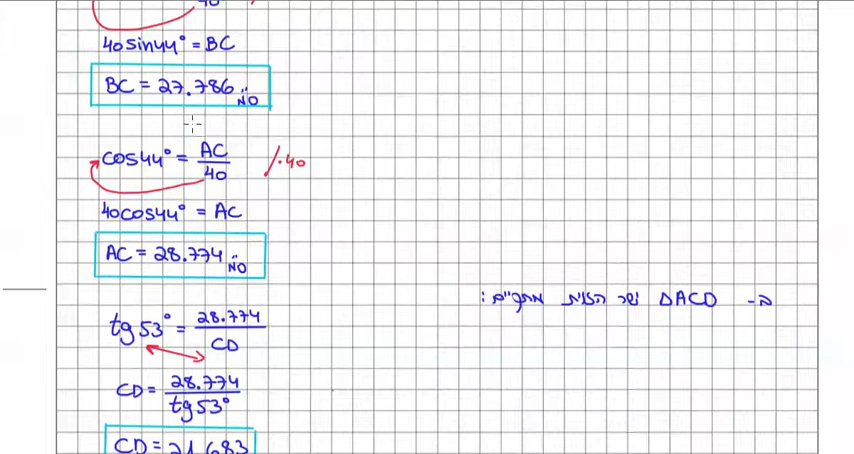 40
40sin44° = BC
BC = 27.786 ס"מ
cos44° = AC/40 /·40
40cos44° = AC
AC = 28.774 ס"מ
ב- ΔACD ישר הזוית מתקיים:
tg53° = 28.774/CD
CD = 28.774/tg53°
CD = 21.683